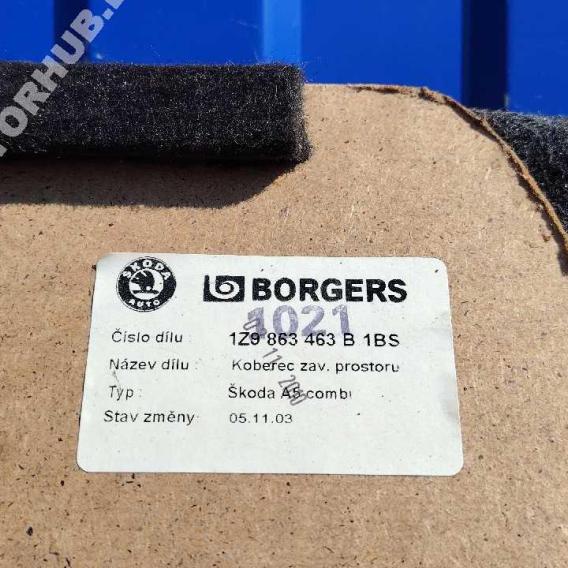 TORHUB.
ŠKODA
AUTO
BORGERS
1021
Číslo dílu : 1Z9 863 463 B 1BS
Název dílu : Koberec zav. prostoru
Typ : Škoda A5 combi
Stav změny: 05.11.03